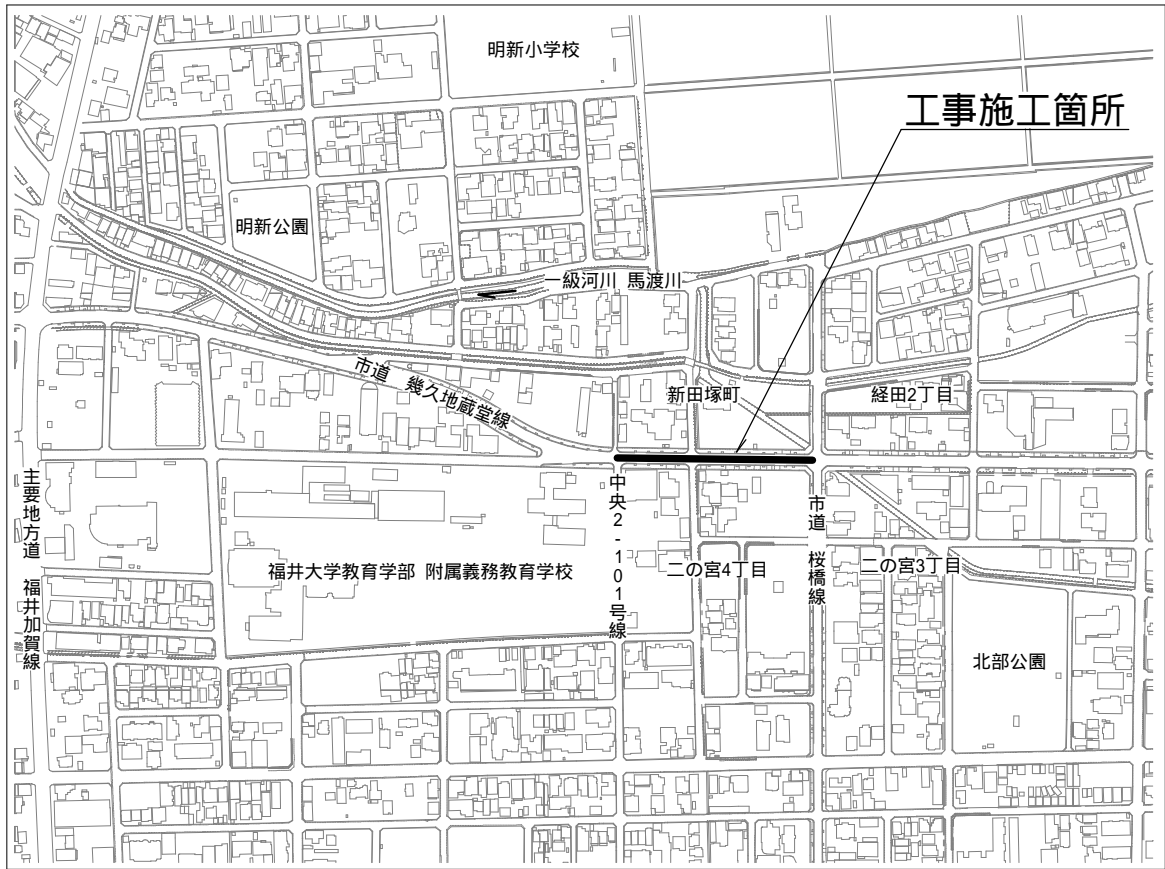 明新小学校
工事施工箇所
明新公園
一級河川 馬渡川
市道 幾久地蔵堂線
新田塚町
経田2丁目
主要地方道 福井加賀線
中央2-101号線
市道 桜橋線
福井大学教育学部 附属義務教育学校
二の宮4丁目
二の宮3丁目
北部公園